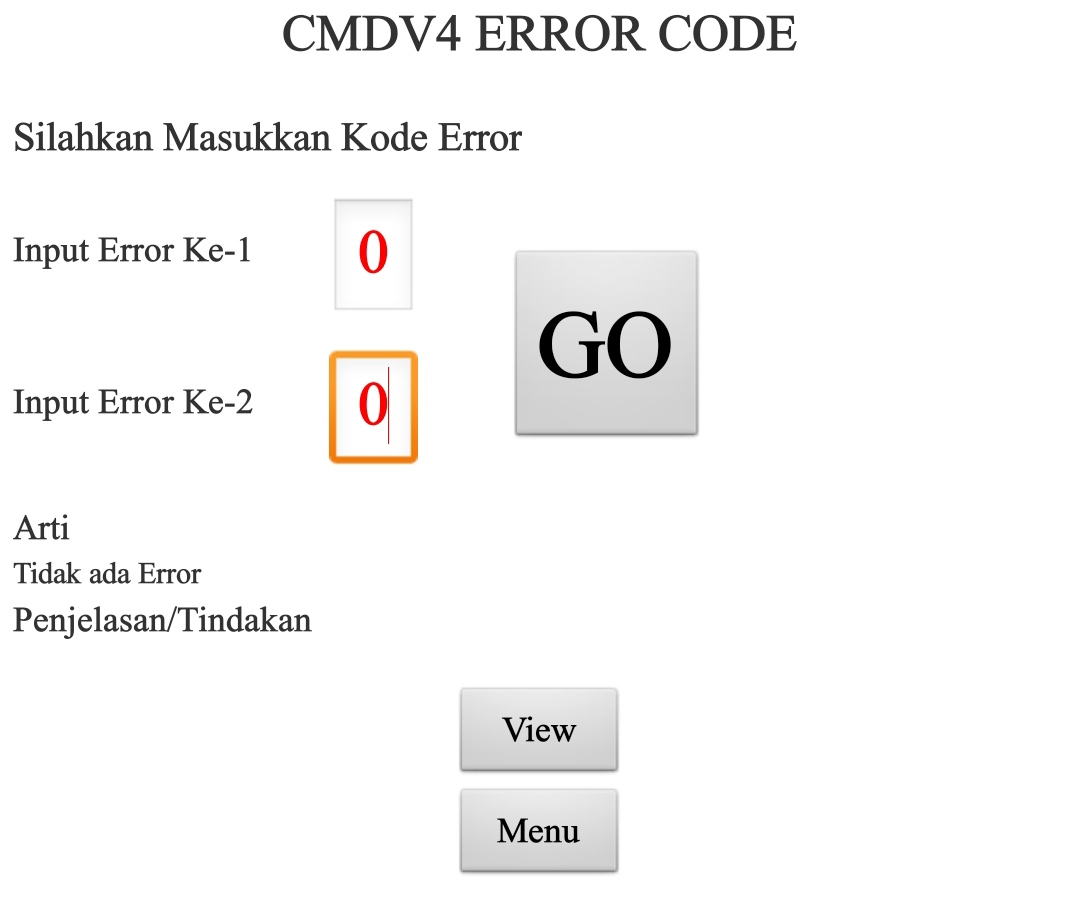 CMDV4 ERROR CODE
Silahkan Masukkan Kode Error
Input Error Ke-1
0
GO
Input Error Ke-2
0
Arti
Tidak ada Error
Penjelasan/Tindakan
View
Menu